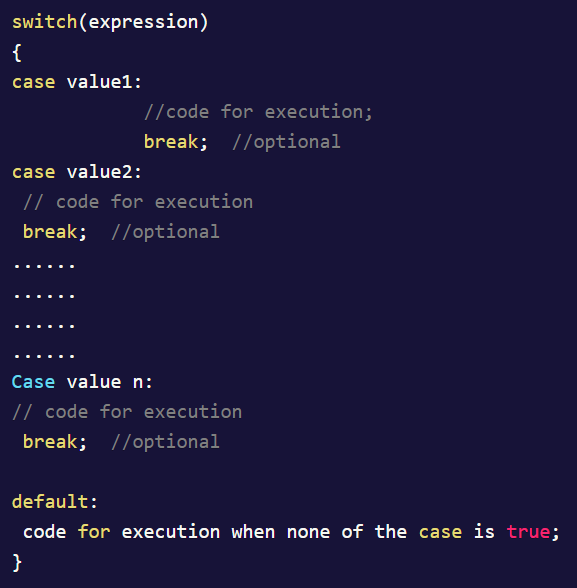 switch(expression)
{
case value1:
//code for execution;
break;  //optional
case value2:
// code for execution
break;  //optional
......
......
......
......
Case value n:
// code for execution
break;  //optional
default:
code for execution when none of the case is true;
}